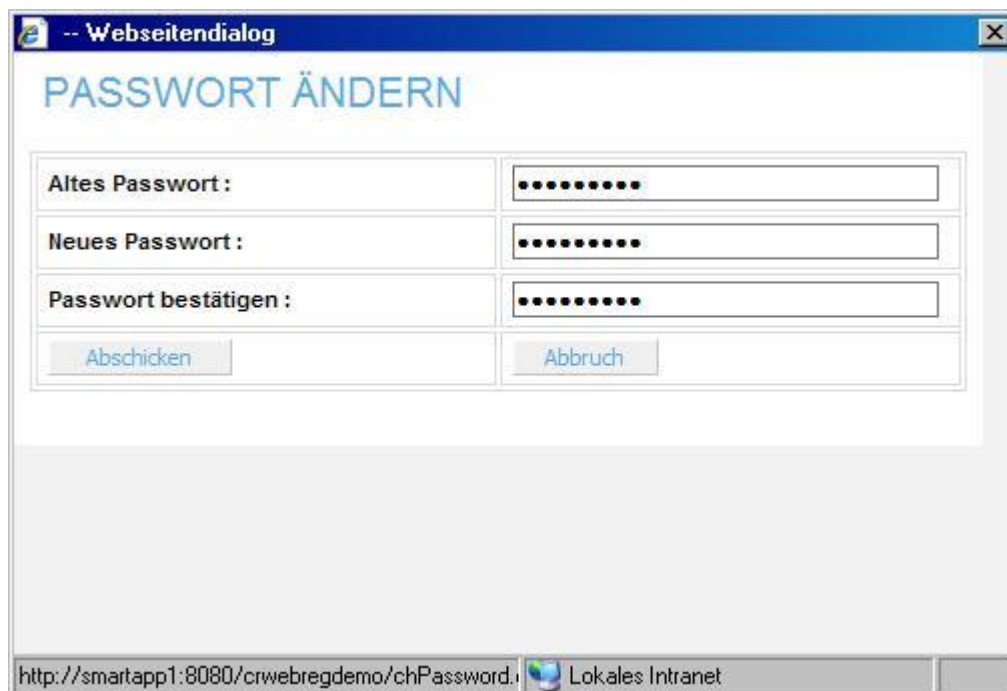 -- Webseitendialog
PASSWORT ÄNDERN
Altes Passwort :
•••••••••
Neues Passwort :
•••••••••
Passwort bestätigen :
•••••••••
Abschicken Abbruch
http://smartapp1:8080/crwebregdemo/chPassword. Lokales Intranet